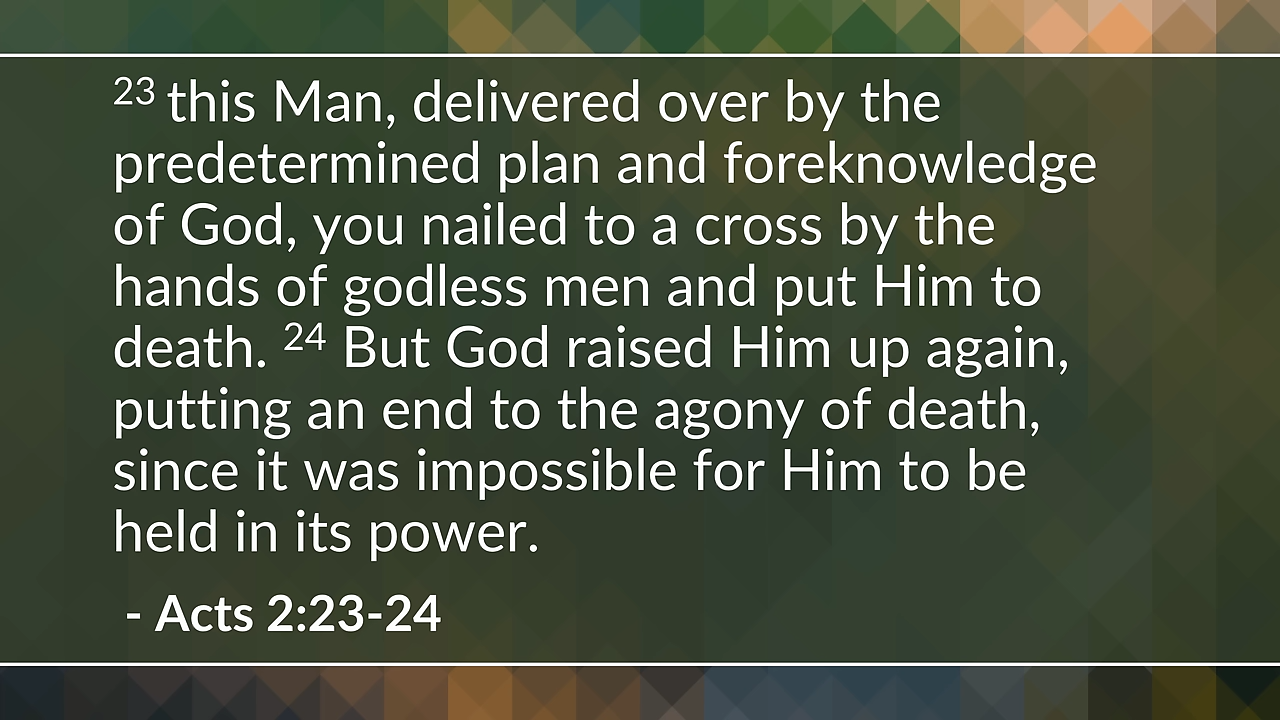 23 this Man, delivered over by the
predetermined plan and foreknowledge
of God, you nailed to a cross by the
hands of godless men and put Him to
death. 24 But God raised Him up again,
putting an end to the agony of death,
since it was impossible for Him to be
held in its power.
- Acts 2:23-24